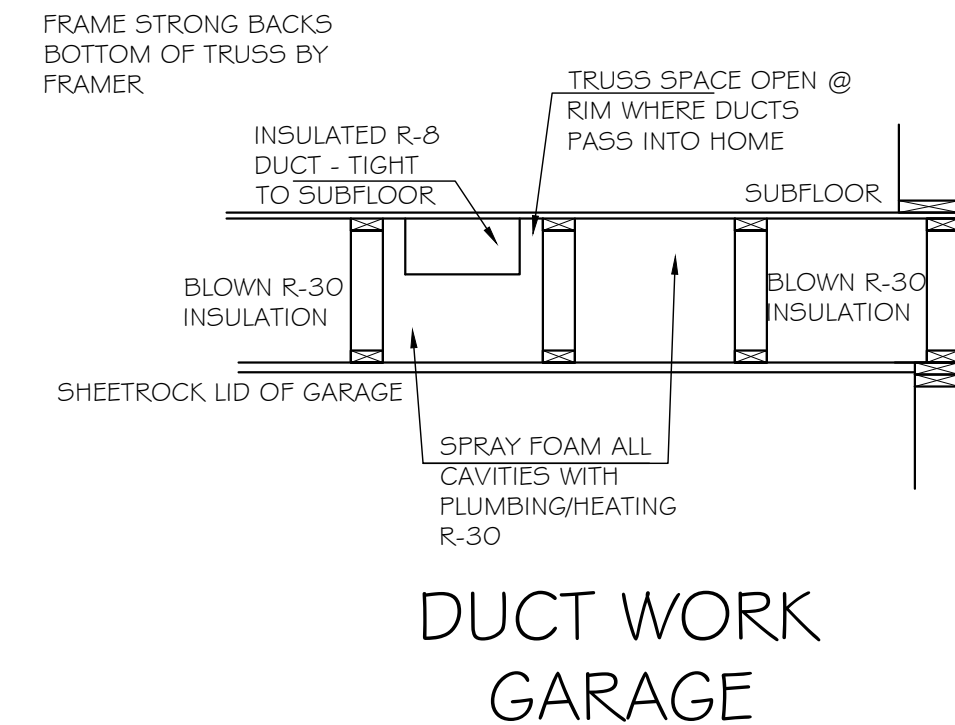 FRAME STRONG BACKS
BOTTOM OF TRUSS BY
FRAMER
TRUSS SPACE OPEN @
RIM WHERE DUCTS
PASS INTO HOME
INSULATED R-8
DUCT - TIGHT
TO SUBFLOOR
SUBFLOOR
BLOWN R-30
INSULATION
BLOWN R-30
INSULATION
SHEETROCK LID OF GARAGE
SPRAY FOAM ALL
CAVITIES WITH
PLUMBING/HEATING
R-30
DUCT WORK
GARAGE